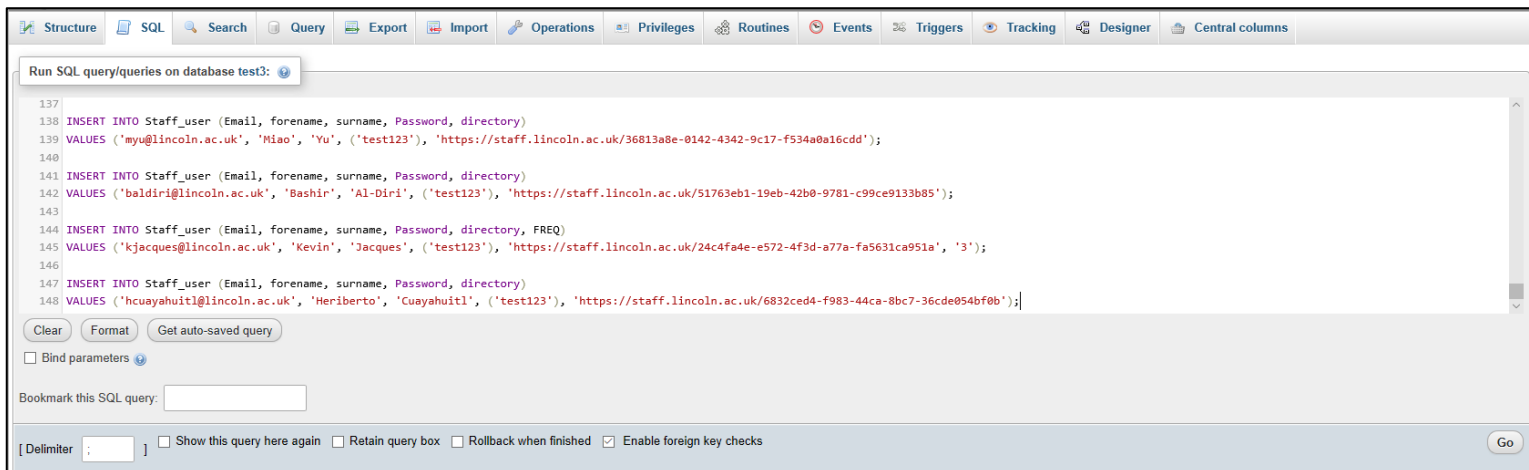 Structure SQL Search Query Export Import Operations Privileges Routines Events Triggers Tracking Designer Central columns
Run SQL query/queries on database test3:
137
138 INSERT INTO Staff_user (Email, forename, surname, Password, directory)
139 VALUES ('myu@lincoln.ac.uk', 'Miao', 'Yu', ('test123'), 'https://staff.lincoln.ac.uk/36813a8e-0142-4342-9c17-f534a0a16cdd');
140
141 INSERT INTO Staff_user (Email, forename, surname, Password, directory)
142 VALUES ('baldiri@lincoln.ac.uk', 'Bashir', 'Al-Diri', ('test123'), 'https://staff.lincoln.ac.uk/51763eb1-19eb-42b0-9781-c99ce9133b85');
143
144 INSERT INTO Staff_user (Email, forename, surname, Password, directory, FREQ)
145 VALUES ('kjacques@lincoln.ac.uk', 'Kevin', 'Jacques', ('test123'), 'https://staff.lincoln.ac.uk/24c4fa4e-e572-4f3d-a77a-fa5631ca951a', '3');
146
147 INSERT INTO Staff_user (Email, forename, surname, Password, directory)
148 VALUES ('hcuayahuitl@lincoln.ac.uk', 'Heriberto', 'Cuayahuitl', ('test123'), 'https://staff.lincoln.ac.uk/6832ced4-f983-44ca-8bc7-36cde054bf0b');
Clear Format Get auto-saved query
Bind parameters
Bookmark this SQL query:
[ Delimiter ; ] Show this query here again Retain query box Rollback when finished Enable foreign key checks Go